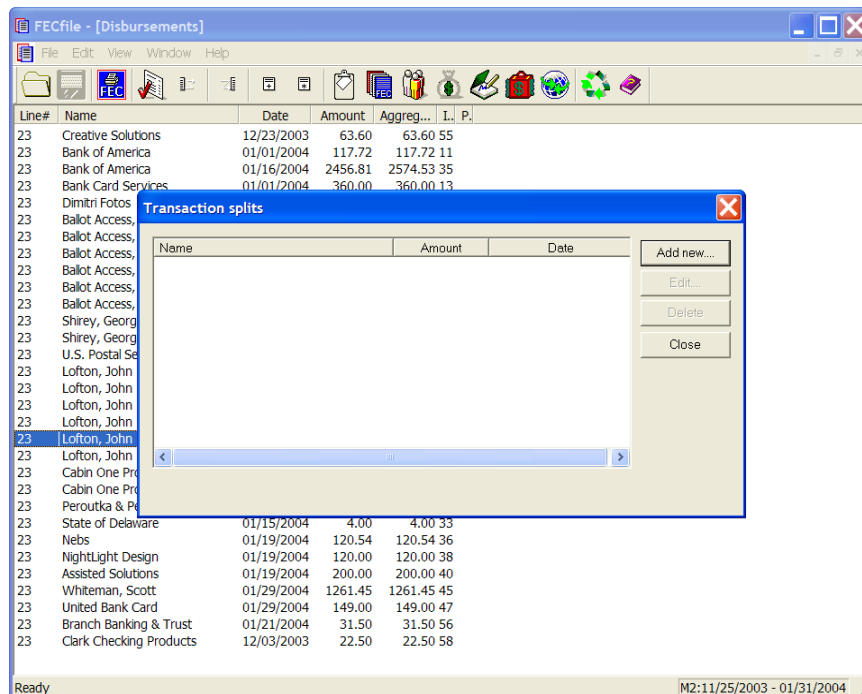 FECfile - [Disbursements]
File Edit View Window Help
FEC FEC
Line# Name Date Amount Aggreg... I.. P.
23 Creative Solutions 12/23/2003 63.60 63.60 55
23 Bank of America 01/01/2004 117.72 117.72 11
23 Bank of America 01/16/2004 2456.81 2574.53 35
23 Bank Card Services 01/01/2004 360.00 360.00 13
23 Dimitri Fotos
23 Ballot Access,
23 Ballot Access,
23 Ballot Access,
23 Ballot Access,
23 Ballot Access,
23 Ballot Access,
23 Shirey, Georg
23 Shirey, Georg
23 U.S. Postal Se
23 Lofton, John
23 Lofton, John
23 Lofton, John
23 Lofton, John
23 Lofton, John
23 Lofton, John
23 Cabin One Pro
23 Cabin One Pro
23 Peroutka & Pe
23 State of Delaware 01/15/2004 4.00 4.00 33
23 Nebs 01/19/2004 120.54 120.54 36
23 NightLight Design 01/19/2004 120.00 120.00 38
23 Assisted Solutions 01/19/2004 200.00 200.00 40
23 Whiteman, Scott 01/29/2004 1261.45 1261.45 45
23 United Bank Card 01/29/2004 149.00 149.00 47
23 Branch Banking & Trust 01/21/2004 31.50 31.50 56
23 Clark Checking Products 12/03/2003 22.50 22.50 58
Transaction splits
Name Amount Date
Add new....
Edit...
Delete
Close
Ready M2:11/25/2003 - 01/31/2004